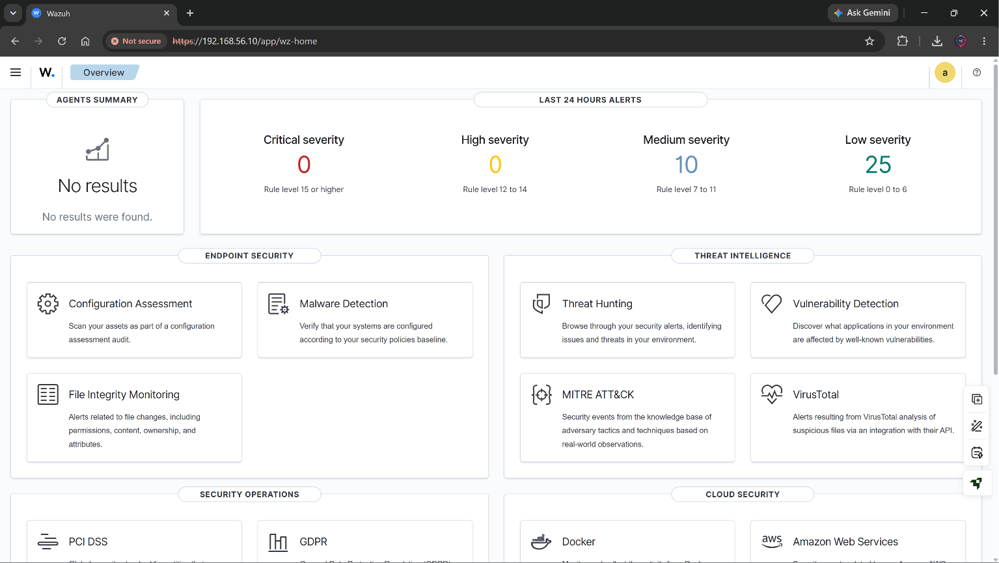 Wazuh
Ask Gemini
Not secure
https://192.168.56.10/app/wz-home
W.
Overview
a
AGENTS SUMMARY
No results
No results were found.
LAST 24 HOURS ALERTS
Critical severity
0
Rule level 15 or higher
High severity
0
Rule level 12 to 14
Medium severity
10
Rule level 7 to 11
Low severity
25
Rule level 0 to 6
ENDPOINT SECURITY
Configuration Assessment
Scan your assets as part of a configuration
assessment audit.
Malware Detection
Verify that your systems are configured
according to your security policies baseline.
File Integrity Monitoring
Alerts related to file changes, including
permissions, content, ownership, and
attributes.
THREAT INTELLIGENCE
Threat Hunting
Browse through your security alerts, identifying
issues and threats in your environment.
Vulnerability Detection
Discover what applications in your environment
are affected by well-known vulnerabilities.
MITRE ATT&CK
Security events from the knowledge base of
adversary tactics and techniques based on
real-world observations.
VirusTotal
Alerts resulting from VirusTotal analysis of
suspicious files via an integration with their API.
SECURITY OPERATIONS
PCI DSS
GDPR
CLOUD SECURITY
Docker
aws
Amazon Web Services